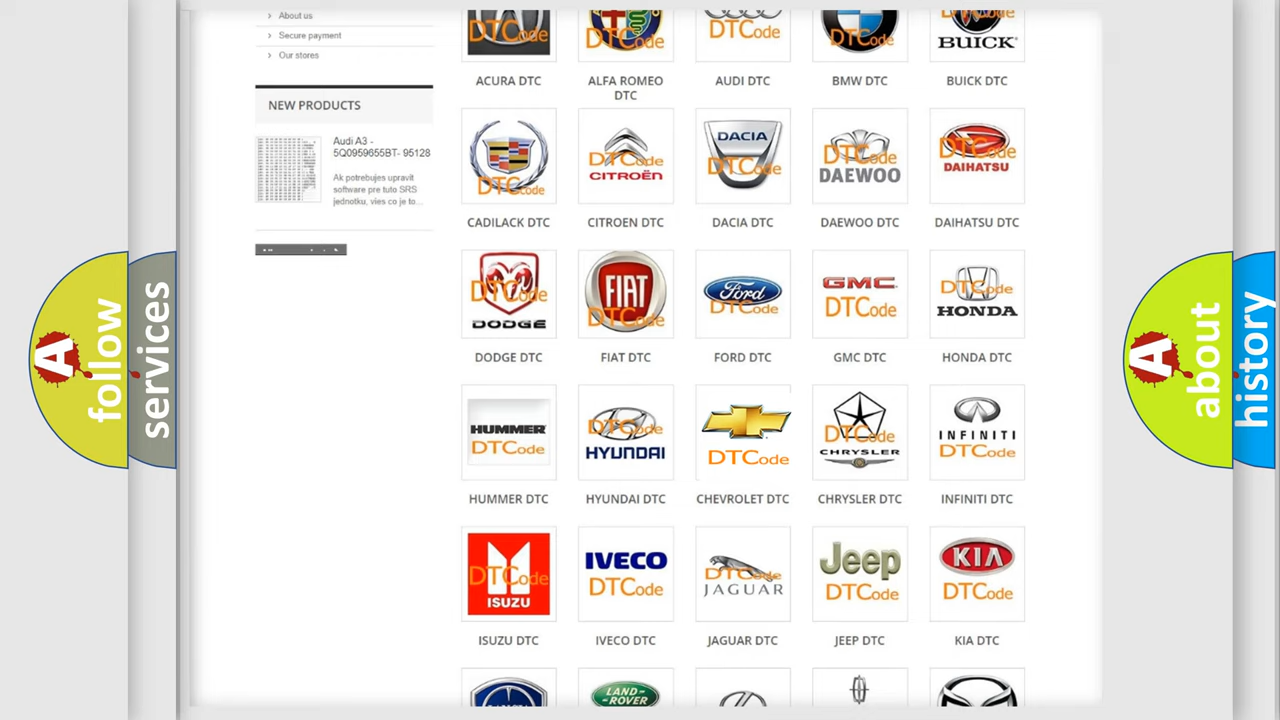 About us
Secure payment
Our stores
NEW PRODUCTS
Audi A3 -
5Q0959655BT- 95128
Ak potrebujes upravit
software pre tuto SRS
jednotku, vies co je to...
DTCode
DTCode
DTCode
DTCode
BUICK
ACURA DTC
ALFA ROMEO
DTC
AUDI DTC
BMW DTC
BUICK DTC
DTCode
DTCode
CITROËN
DACIA
DTCode
DTCode
DAEWOO
DTCode
DAIHATSU
CADILACK DTC
CITROEN DTC
DACIA DTC
DAEWOO DTC
DAIHATSU DTC
DTCode
DODGE
FIAT
DTCode
Ford
DTCode
GMC
DTCode
DTCode
HONDA
DODGE DTC
FIAT DTC
FORD DTC
GMC DTC
HONDA DTC
HUMMER
DTCode
DTCode
HYUNDAI
DTCode
DTCode
CHRYSLER
INFINITI
DTCode
HUMMER DTC
HYUNDAI DTC
CHEVROLET DTC
CHRYSLER DTC
INFINITI DTC
DTCode
ISUZU
IVECO
DTCode
DTCode
JAGUAR
Jeep
DTCode
KIA
DTCode
ISUZU DTC
IVECO DTC
JAGUAR DTC
JEEP DTC
KIA DTC
LAND-
ROVER
A follow
services
A about
history